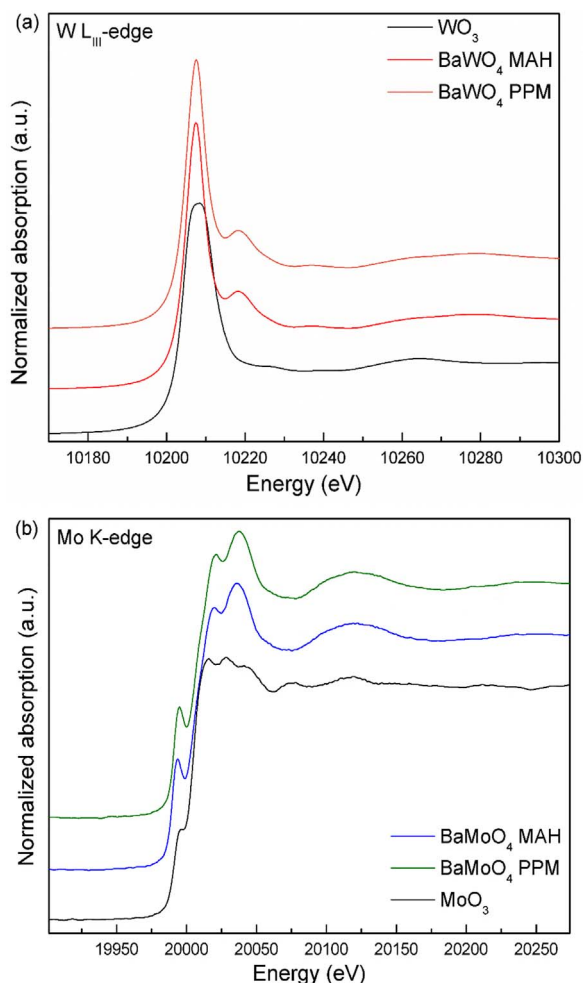 (a)
W L_III-edge
WO₃
BaWO₄ MAH
BaWO₄ PPM
Normalized absorption (a.u.)
10180 10200 10220 10240 10260 10280 10300
Energy (eV)
(b)
Mo K-edge
Normalized absorption (a.u.)
BaMoO₄ MAH
BaMoO₄ PPM
MoO₃
19950 20000 20050 20100 20150 20200 20250
Energy (eV)